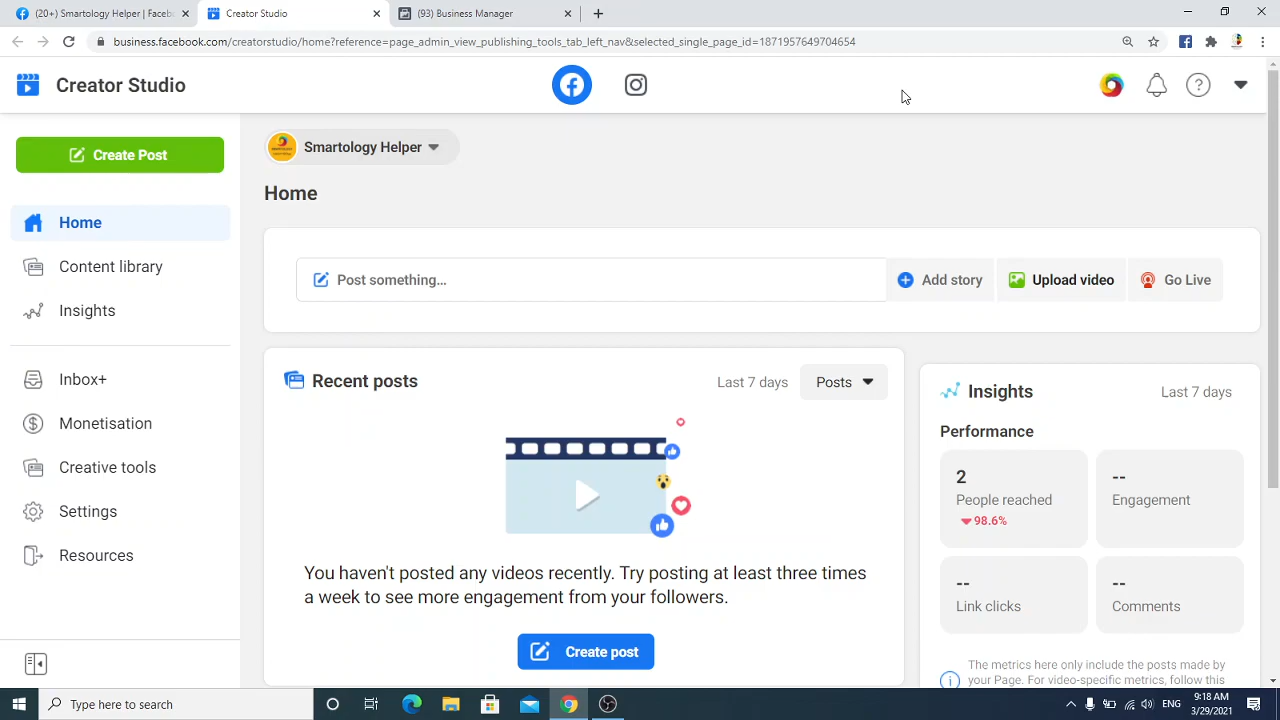 (20+) Smartology Helper | Faceb
Creator Studio
(93) Business Manager
business.facebook.com/creatorstudio/home?reference=page_admin_view_publishing_tools_tab_left_nav&selected_single_page_id=1871957649704654
Creator Studio
Create Post
Smartology Helper
Home
Home
Content library
Insights
Inbox+
Monetisation
Creative tools
Settings
Resources
Post something...
Add story
Upload video
Go Live
Recent posts
Last 7 days
Posts
You haven't posted any videos recently. Try posting at least three times
a week to see more engagement from your followers.
Create post
Insights
Last 7 days
Performance
2
People reached
98.6%
--
Engagement
--
Link clicks
--
Comments
The metrics here only include the posts made by
your Page. For video-specific metrics, follow this
Type here to search
ENG
9:18 AM
3/29/2021